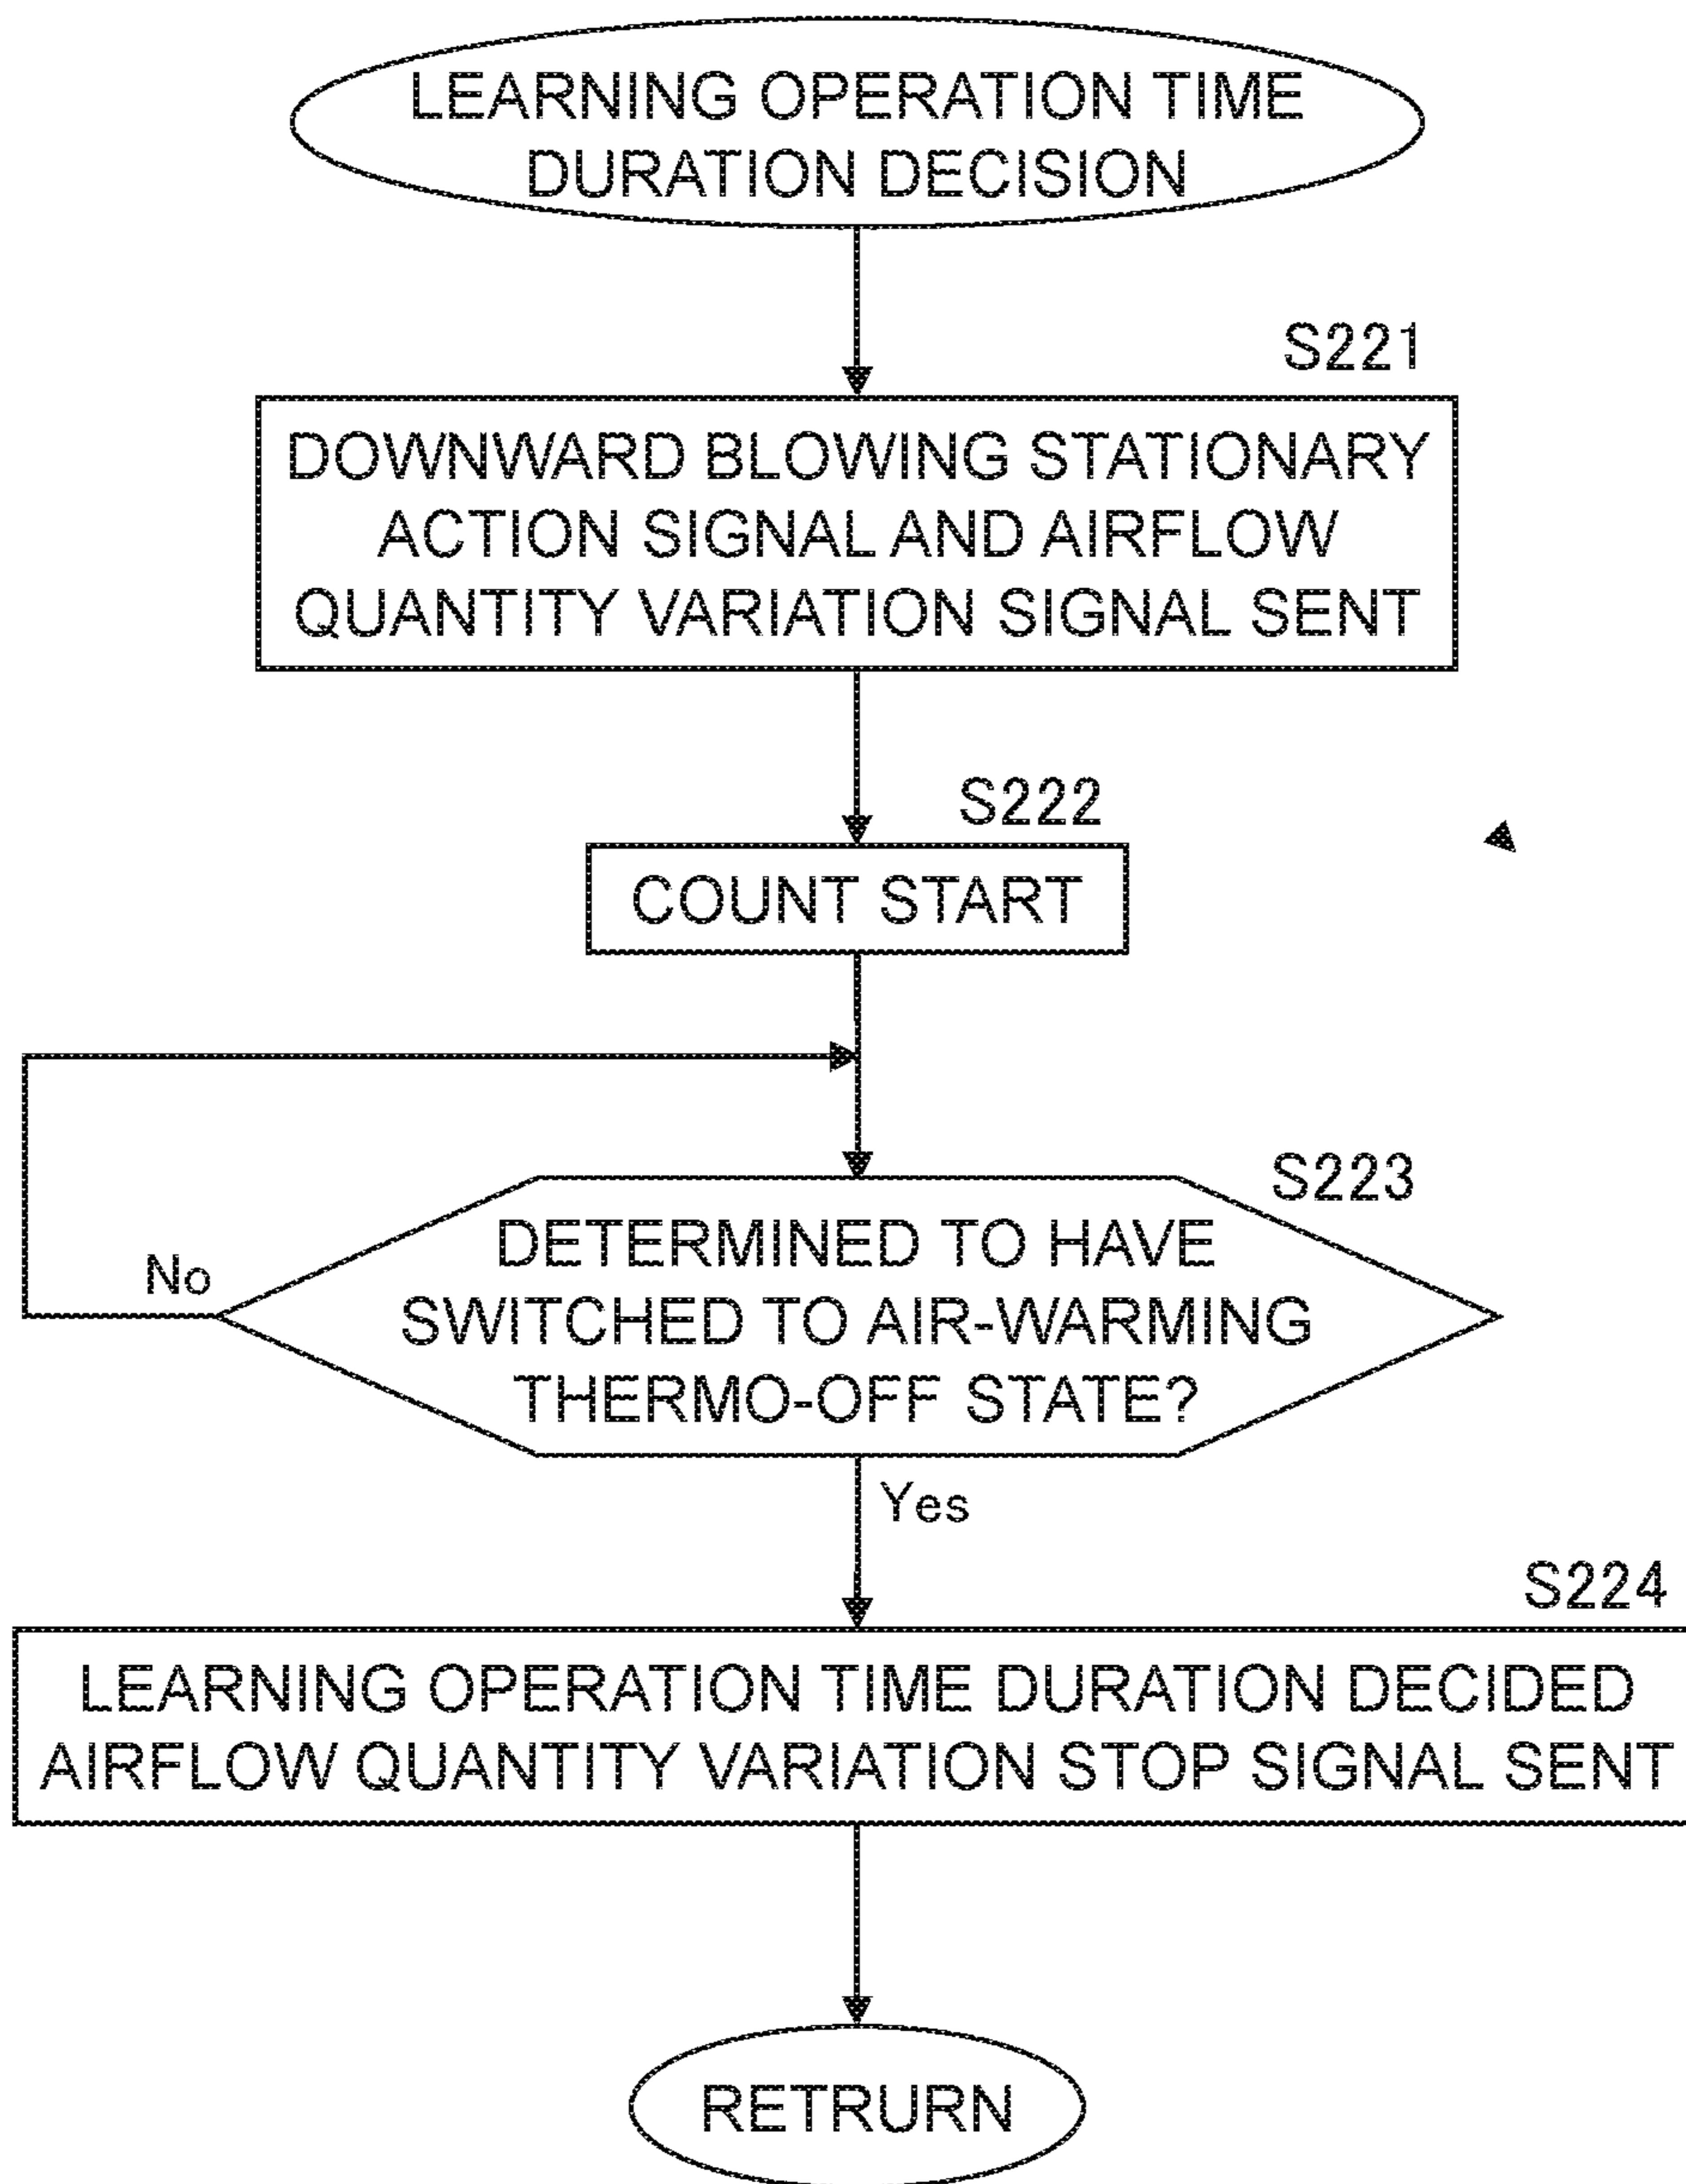 LEARNING OPERATION TIME
DURATION DECISION
S221
DOWNWARD BLOWING STATIONARY
ACTION SIGNAL AND AIRFLOW
QUANTITY VARIATION SIGNAL SENT
S222
COUNT START
S223
DETERMINED TO HAVE
SWITCHED TO AIR-WARMING
THERMO-OFF STATE?
No
Yes
S224
LEARNING OPERATION TIME DURATION DECIDED
AIRFLOW QUANTITY VARIATION STOP SIGNAL SENT
RETRURN